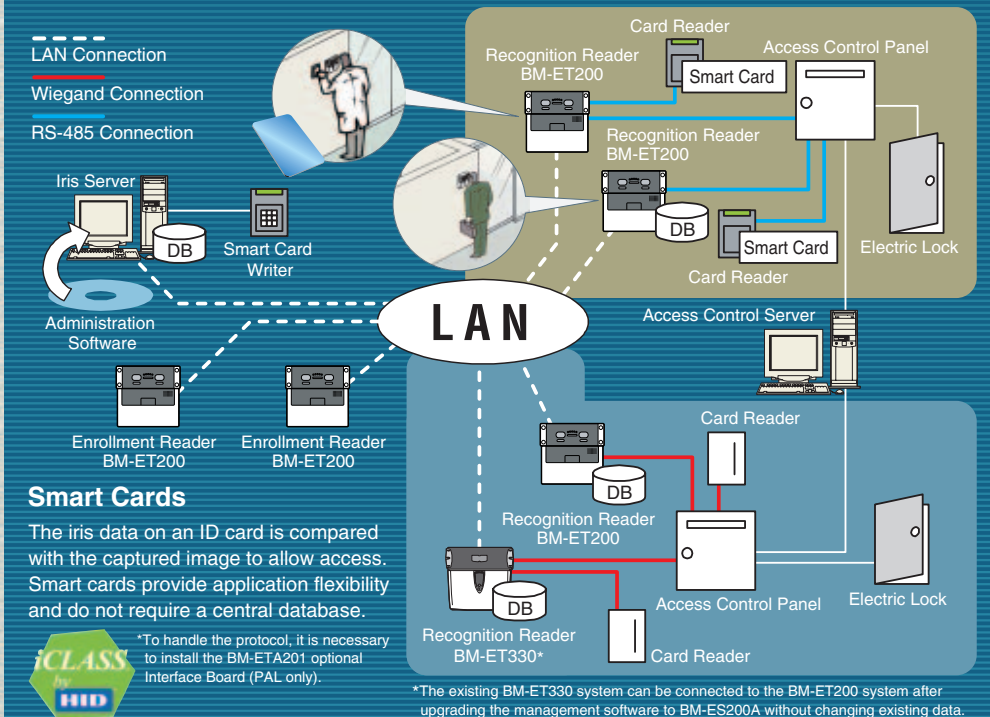 LAN Connection
Wiegand Connection
RS-485 Connection
Card Reader
Recognition Reader
BM-ET200
Smart Card
Access Control Panel
Recognition Reader
BM-ET200
DB
Smart Card
Card Reader
Electric Lock
Iris Server
DB
Smart Card
Writer
Administration
Software
LAN
Access Control Server
Enrollment Reader
BM-ET200
Enrollment Reader
BM-ET200
Card Reader
DB
Recognition Reader
BM-ET200
DB
Recognition Reader
BM-ET330*
Access Control Panel
Electric Lock
Card Reader
Smart Cards
The iris data on an ID card is compared
with the captured image to allow access.
Smart cards provide application flexibility
and do not require a central database.
iCLASS
by
HID
*To handle the protocol, it is necessary
to install the BM-ETA201 optional
Interface Board (PAL only).
*The existing BM-ET330 system can be connected to the BM-ET200 system after
upgrading the management software to BM-ES200A without changing existing data.